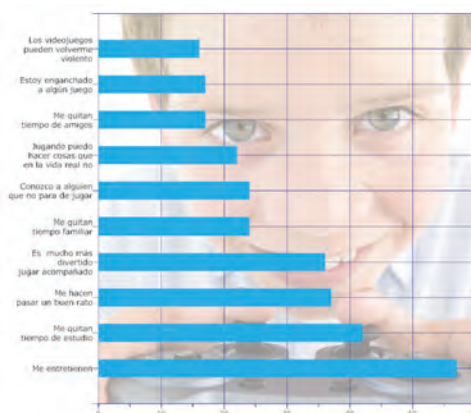 Los videojuegos
pueden volverme
violento
Estoy enganchado
a algún juego
Me quitan
tiempo de amigos
Jugando puedo
hacer cosas que
en la vida real no
Conozco a alguien
que no para de jugar
Me quitan
tiempo familiar
Es mucho más
divertido
jugar acompañado
Me hacen
pasar un buen rato
Me quitan
tiempo de estudio
Me entretienen